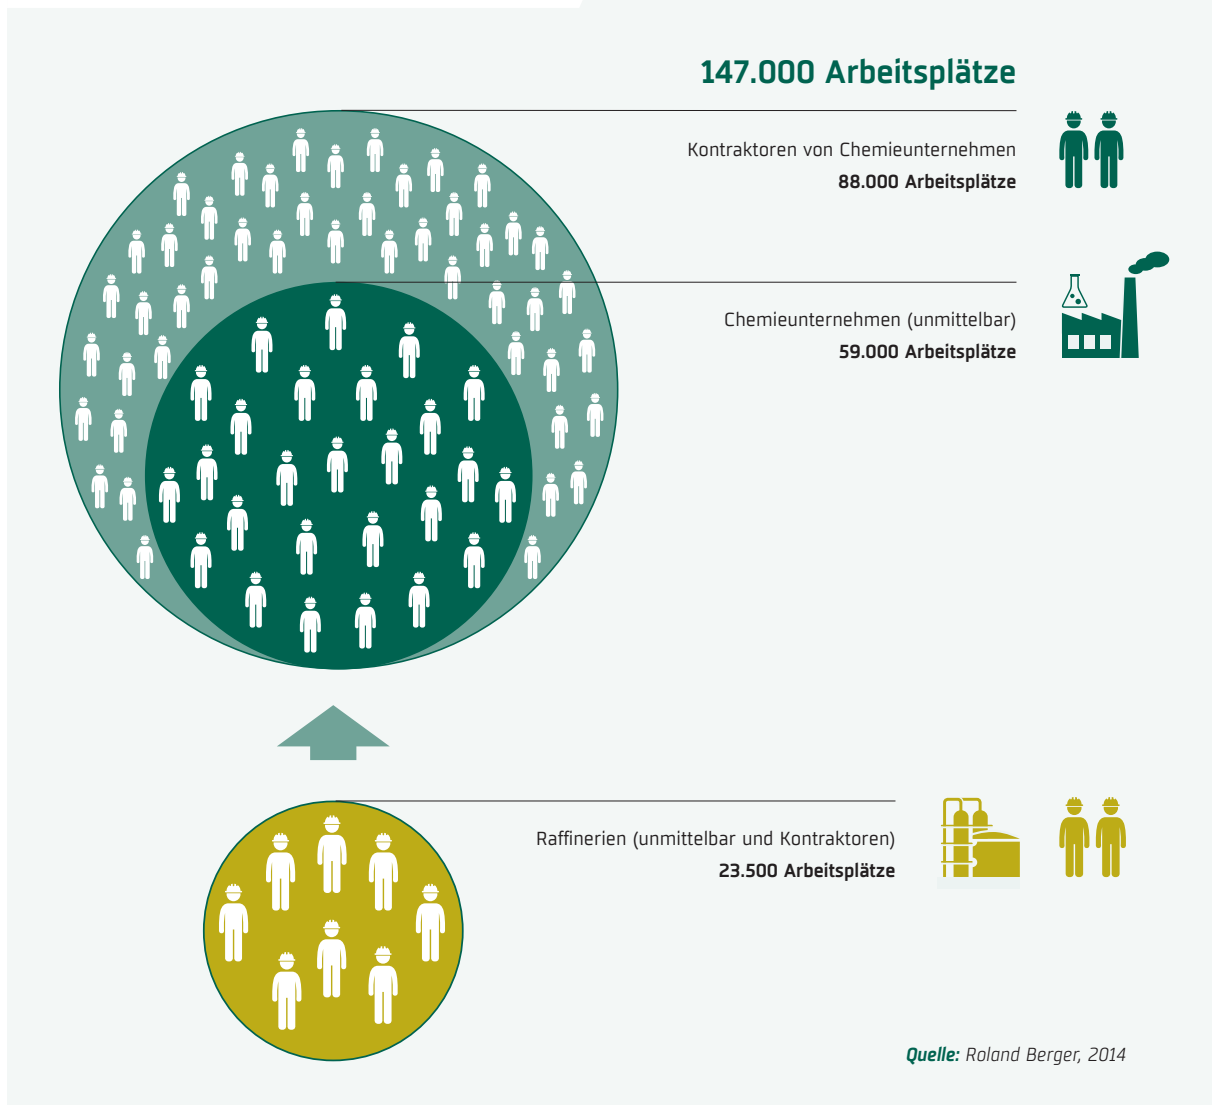 147.000 Arbeitsplätze
Kontraktoren von Chemieunternehmen
88.000 Arbeitsplätze
Chemieunternehmen (unmittelbar)
59.000 Arbeitsplätze
Raffinerien (unmittelbar und Kontraktoren)
23.500 Arbeitsplätze
Quelle: Roland Berger, 2014